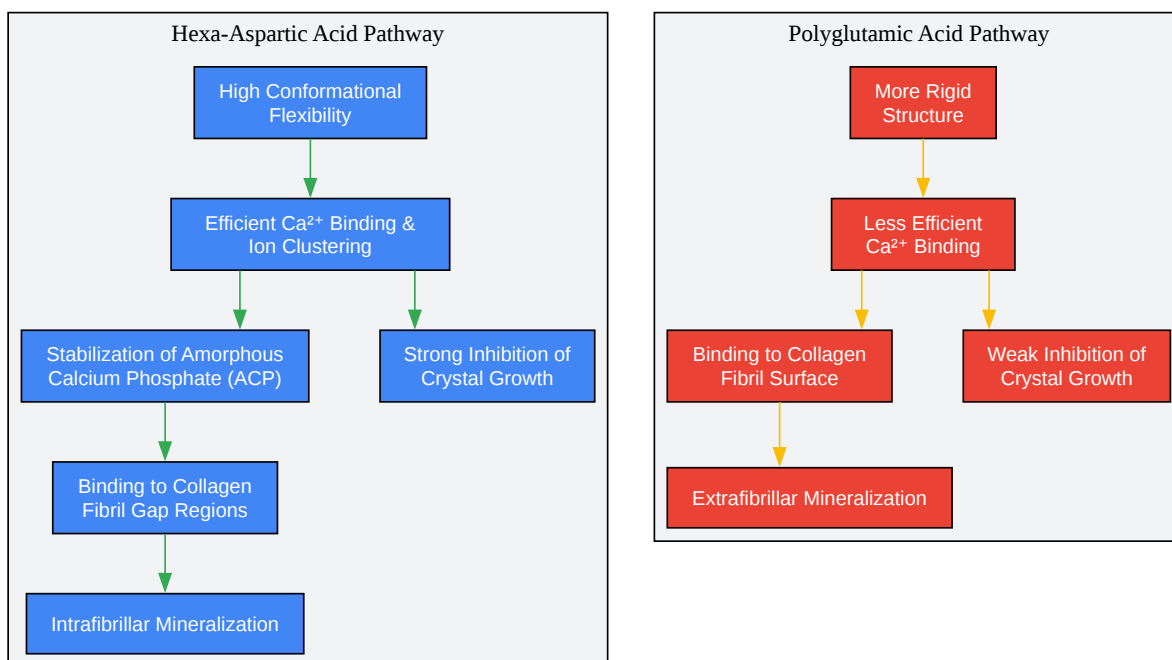 Hexa-Aspartic Acid Pathway
High Conformational
Flexibility
Efficient Ca²⁺ Binding &
Ion Clustering
Stabilization of Amorphous
Calcium Phosphate (ACP)
Strong Inhibition of
Crystal Growth
Binding to Collagen
Fibril Gap Regions
Intrafibrillar Mineralization
Polyglutamic Acid Pathway
More Rigid
Structure
Less Efficient
Ca²⁺ Binding
Binding to Collagen
Fibril Surface
Weak Inhibition of
Crystal Growth
Extrafibrillar Mineralization